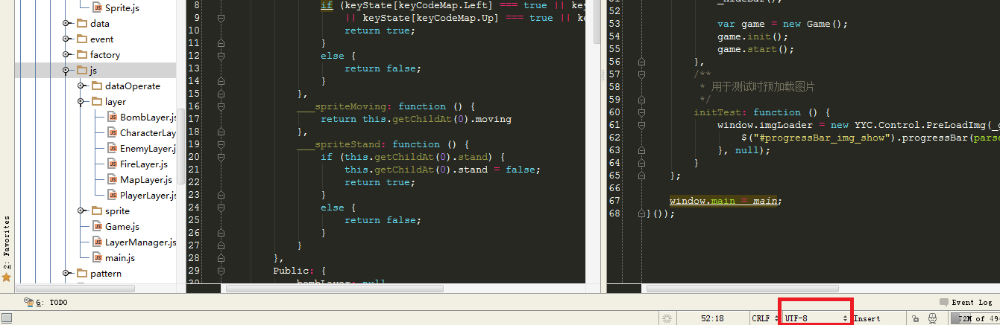 Sprite.js
data
event
factory
js
dataOperate
layer
BombLayer.js
CharacterLay
EnemyLayer.js
FireLayer.js
MapLayer.js
PlayerLayer.js
sprite
Game.js
LayerManager.js
main.js
pattern
2: Favorites
8 if (keyState[keyCodeMap.Left] === true || key
9 || keyState[keyCodeMap.Up] === true || ke
10 return true;
11 }
12 else {
13 return false;
14 }
15 },
16 ___spriteMoving: function () {
17 return this.getChildAt(0).moving
18 },
19 ___spriteStand: function () {
20 if (this.getChildAt(0).stand) {
21 this.getChildAt(0).stand = false;
22 return true;
23 }
24 else {
25 return false;
26 }
27 }
28 },
29 Public: {
30 bombLayer: null
51 _hideBar();
52
53 var game = new Game();
54 game.init();
55 game.start();
56 },
57 /**
58 * 用于测试时预加载图片
59 */
60 initTest: function () {
61 window.imgLoader = new YYC.Control.PreLoadImg(_g
62 $("#progressBar_img_show").progressBar(parse
63 }, null);
64 }
65 };
66
67 window.main = main;
68 }());
6: TODO
Event Log
52:18
CRLF
UTF-8
Insert
72M of 494